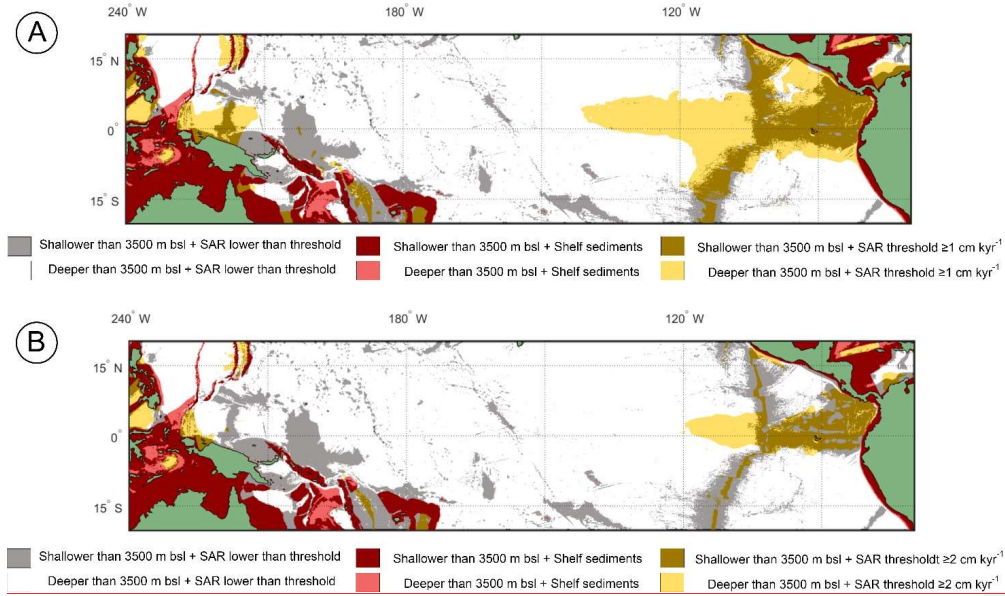 240° W 180° W 120° W
A
15° N
0°
15° S
Shallower than 3500 m bsl + SAR lower than threshold
Shallower than 3500 m bsl + Shelf sediments
Shallower than 3500 m bsl + SAR threshold ≥1 cm kyr⁻¹
Deeper than 3500 m bsl + SAR lower than threshold
Deeper than 3500 m bsl + Shelf sediments
Deeper than 3500 m bsl + SAR threshold ≥1 cm kyr⁻¹
240° W 180° W 120° W
B
15° N
0°
15° S
Shallower than 3500 m bsl + SAR lower than threshold
Shallower than 3500 m bsl + Shelf sediments
Shallower than 3500 m bsl + SAR thresholdt ≥2 cm kyr⁻¹
Deeper than 3500 m bsl + SAR lower than threshold
Deeper than 3500 m bsl + Shelf sediments
Deeper than 3500 m bsl + SAR threshold ≥2 cm kyr⁻¹